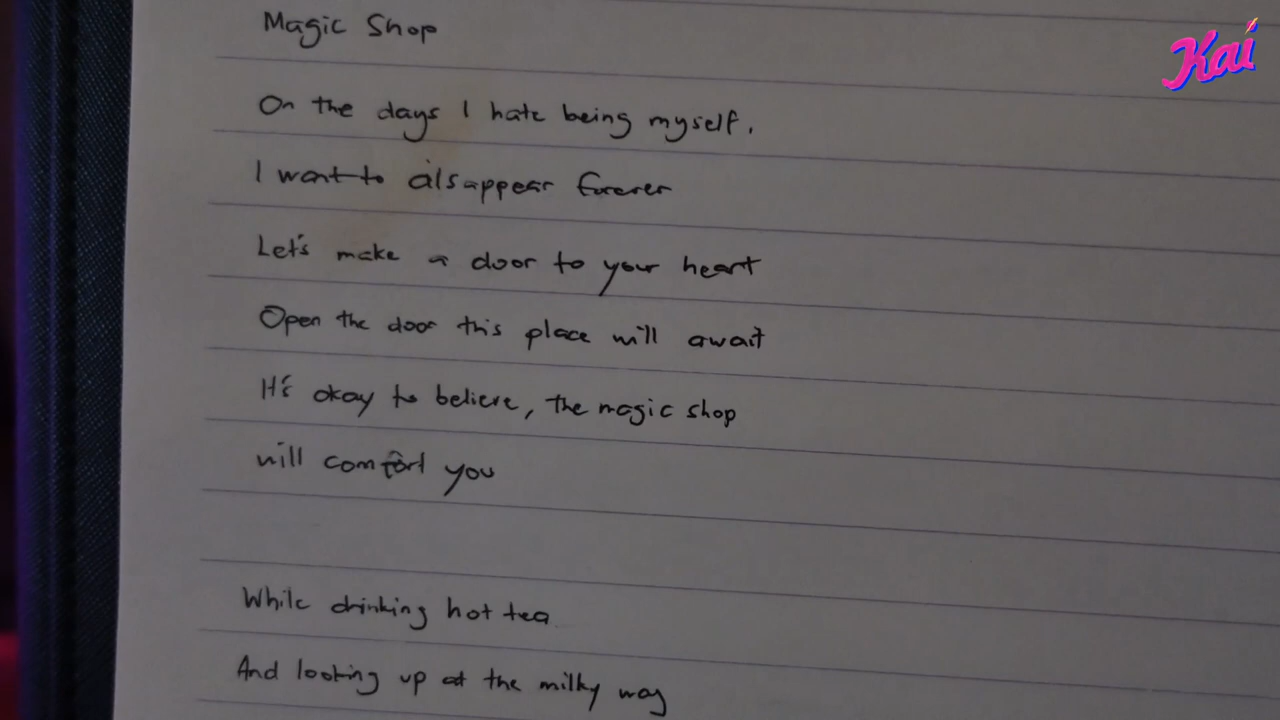 Magic Shop
Kai
On the days I hate being myself,
I want to disappear forever
Let's make a door to your heart
Open the door this place will await
It's okay to believe, the magic shop
will comfort you
While drinking hot tea
And looking up at the milky way